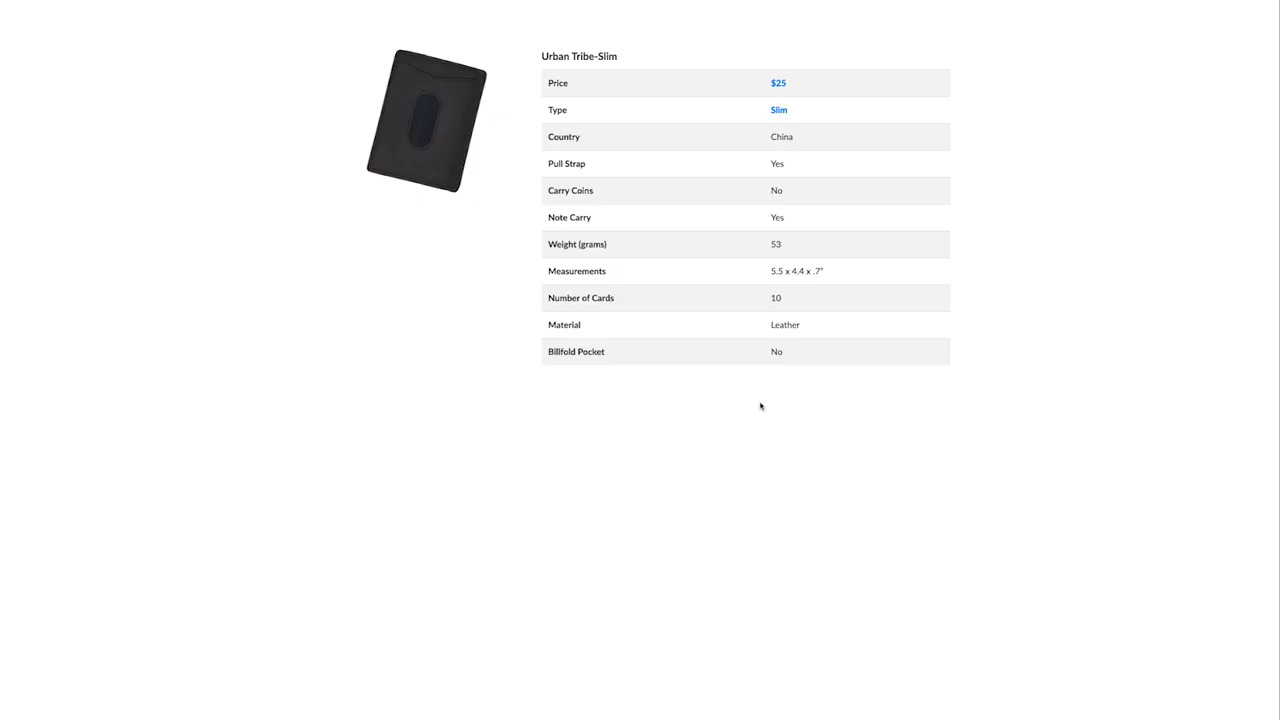 Urban Tribe-Slim
Price $25
Type Slim
Country China
Pull Strap Yes
Carry Coins No
Note Carry Yes
Weight (grams) 53
Measurements 5.5 x 4.4 x .7"
Number of Cards 10
Material Leather
Billfold Pocket No